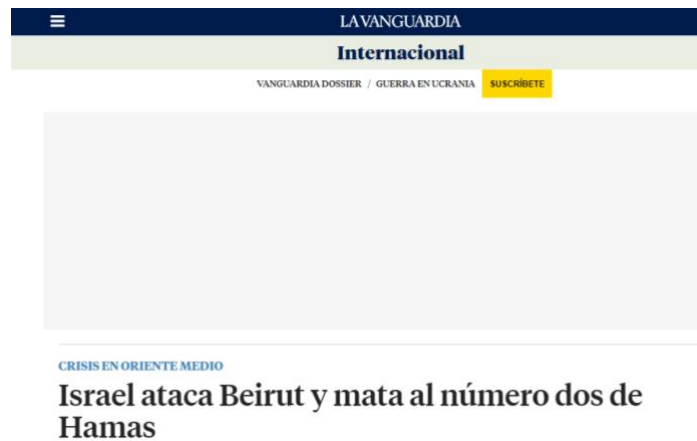 LA VANGUARDIA
Internacional
VANGUARDIA DOSSIER / GUERRA EN UCRANIA SUSCRÍBETE
CRISIS EN ORIENTE MEDIO
Israel ataca Beirut y mata al número dos de
Hamas